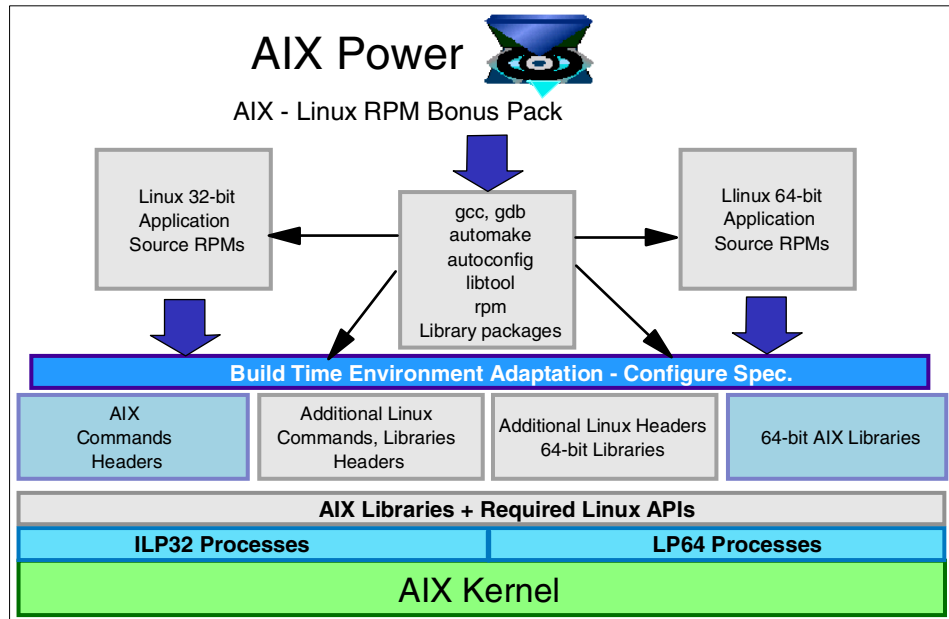 AIX Power
AIX - Linux RPM Bonus Pack
Linux 32-bit
Application
Source RPMs
gcc, gdb
automake
autoconfig
libtool
rpm
Library packages
Llinux 64-bit
Application
Source RPMs
Build Time Environment Adaptation - Configure Spec.
AIX
Commands
Headers
Additional Linux
Commands, Libraries
Headers
Additional Linux Headers
64-bit Libraries
64-bit AIX Libraries
AIX Libraries + Required Linux APIs
ILP32 Processes
LP64 Processes
AIX Kernel